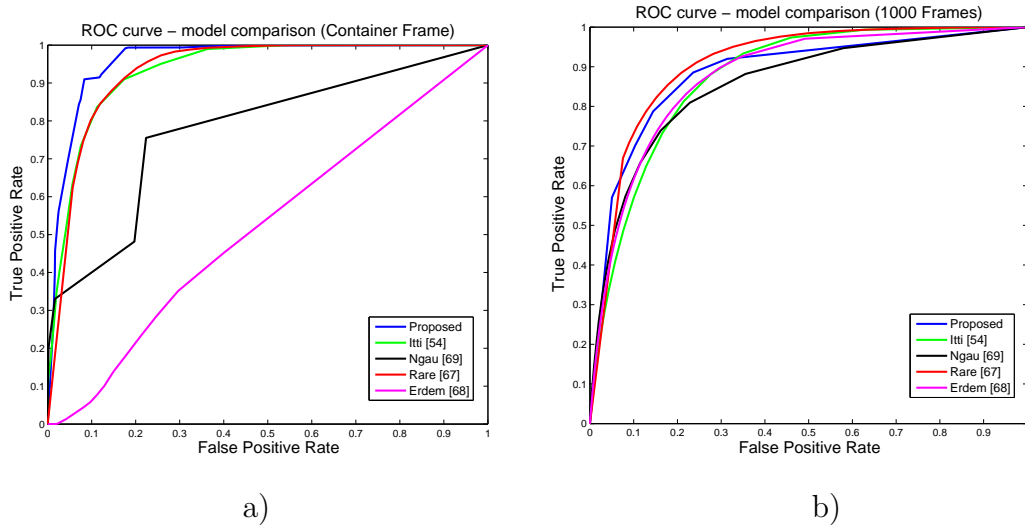 ROC curve – model comparison (Container Frame)
True Positive Rate
1
0.9
0.8
0.7
0.6
0.5
0.4
0.3
0.2
0.1
0
0 0.1 0.2 0.3 0.4 0.5 0.6 0.7 0.8 0.9 1
False Positive Rate
Proposed
Itti [54]
Ngau [69]
Rare [67]
Erdem [68]
a)
ROC curve – model comparison (1000 Frames)
True Positive Rate
1
0.9
0.8
0.7
0.6
0.5
0.4
0.3
0.2
0.1
0
0 0.1 0.2 0.3 0.4 0.5 0.6 0.7 0.8 0.9
False Positive Rate
Proposed
Itti [54]
Ngau [69]
Rare [67]
Erdem [68]
b)